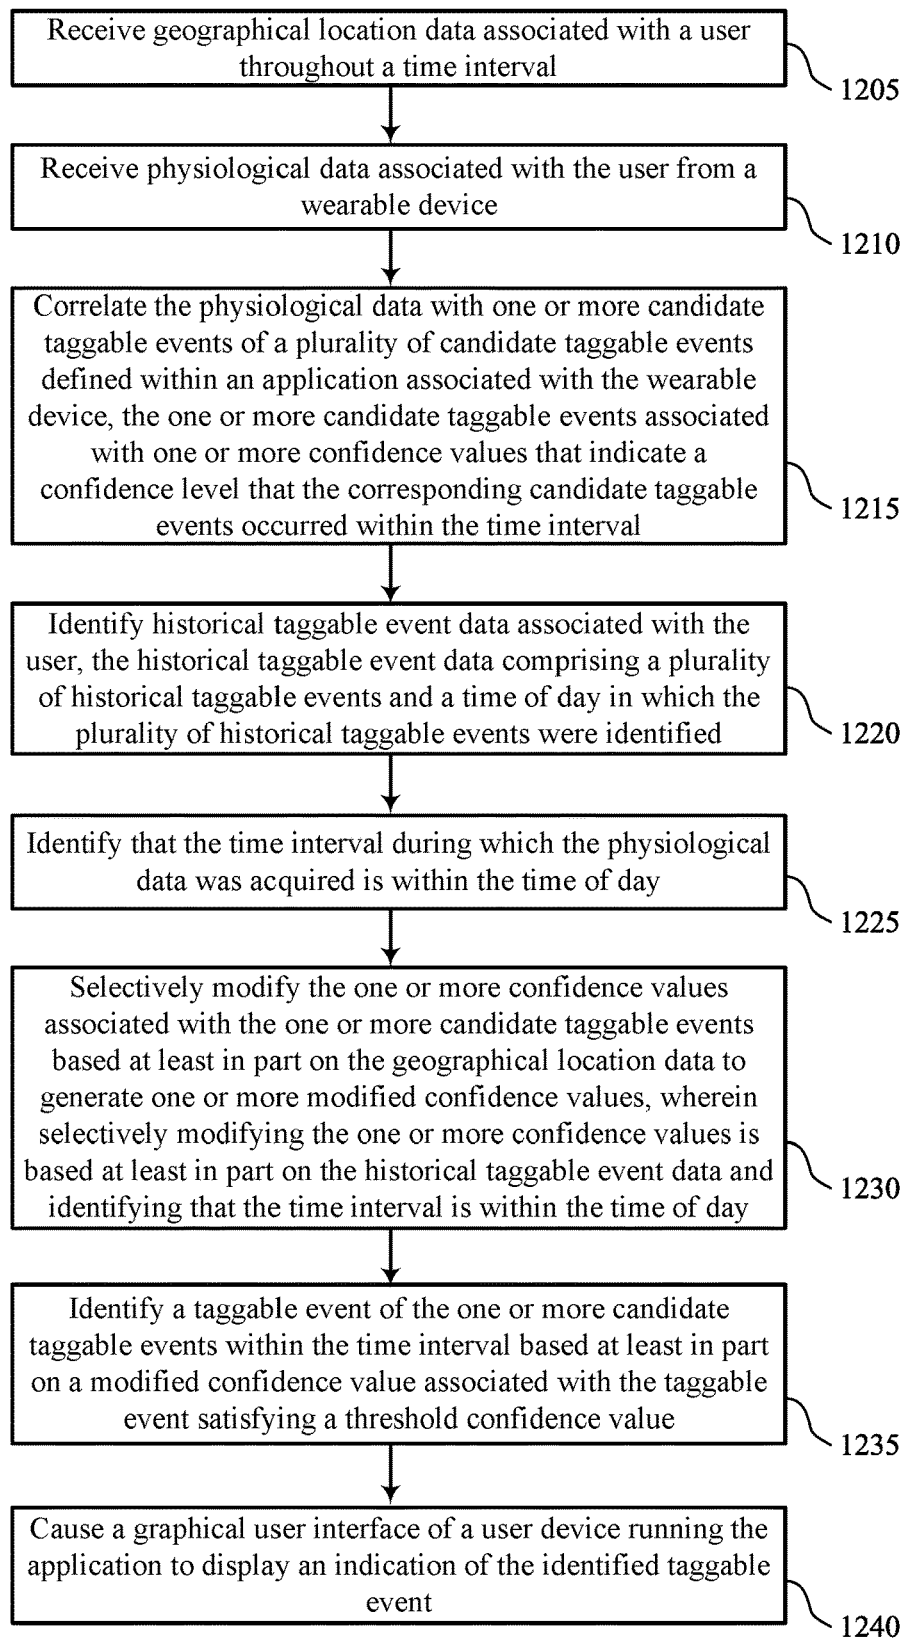 Receive geographical location data associated with a user
throughout a time interval
1205
Receive physiological data associated with the user from a
wearable device
1210
Correlate the physiological data with one or more candidate
taggable events of a plurality of candidate taggable events
defined within an application associated with the wearable
device, the one or more candidate taggable events associated
with one or more confidence values that indicate a
confidence level that the corresponding candidate taggable
events occurred within the time interval
1215
Identify historical taggable event data associated with the
user, the historical taggable event data comprising a plurality
of historical taggable events and a time of day in which the
plurality of historical taggable events were identified
1220
Identify that the time interval during which the physiological
data was acquired is within the time of day
1225
Selectively modify the one or more confidence values
associated with the one or more candidate taggable events
based at least in part on the geographical location data to
generate one or more modified confidence values, wherein
selectively modifying the one or more confidence values is
based at least in part on the historical taggable event data and
identifying that the time interval is within the time of day
1230
Identify a taggable event of the one or more candidate
taggable events within the time interval based at least in part
on a modified confidence value associated with the taggable
event satisfying a threshold confidence value
1235
Cause a graphical user interface of a user device running the
application to display an indication of the identified taggable
event
1240